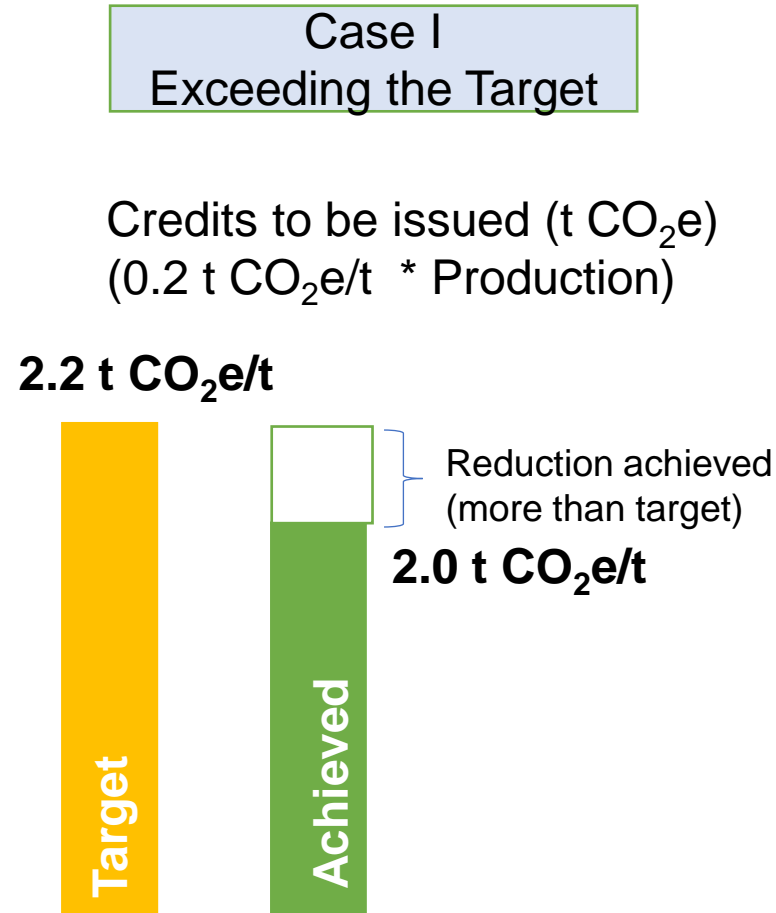 Case I
Exceeding the Target
Credits to be issued (t CO₂e)
(0.2 t CO₂e/t * Production)
2.2 t CO₂e/t
Reduction achieved
(more than target)
2.0 t CO₂e/t
Target
Achieved